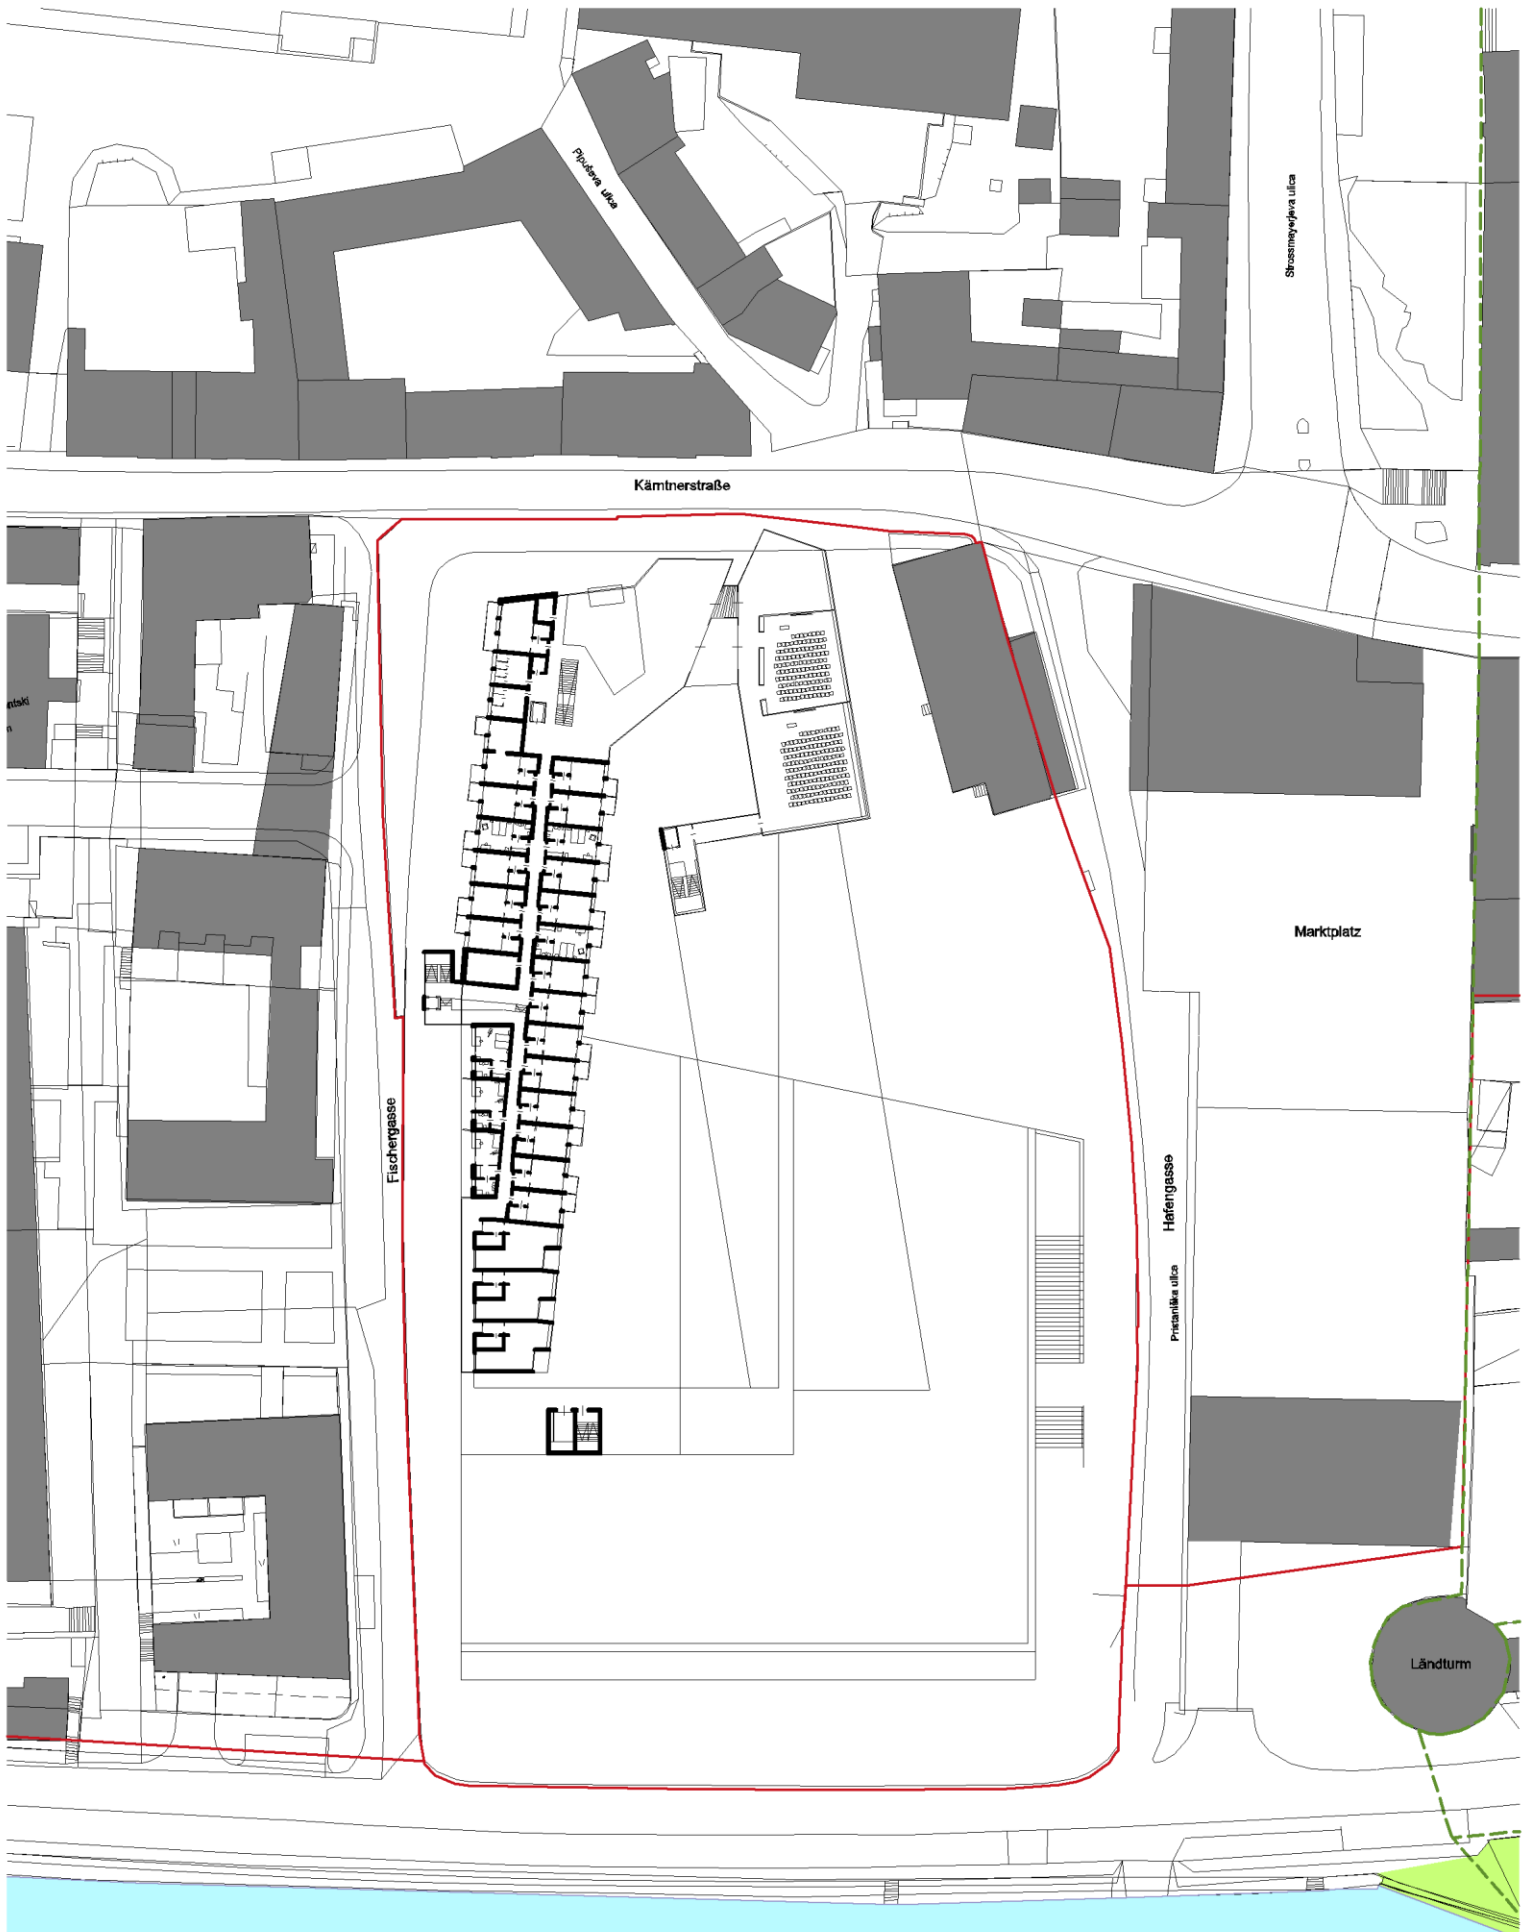 Pipuševa ulica
Strossmayerjeva ulica
Kärntnerstraße
Marktplatz
Fischergasse
Hafengasse
Pristaniška ulica
Ländturm